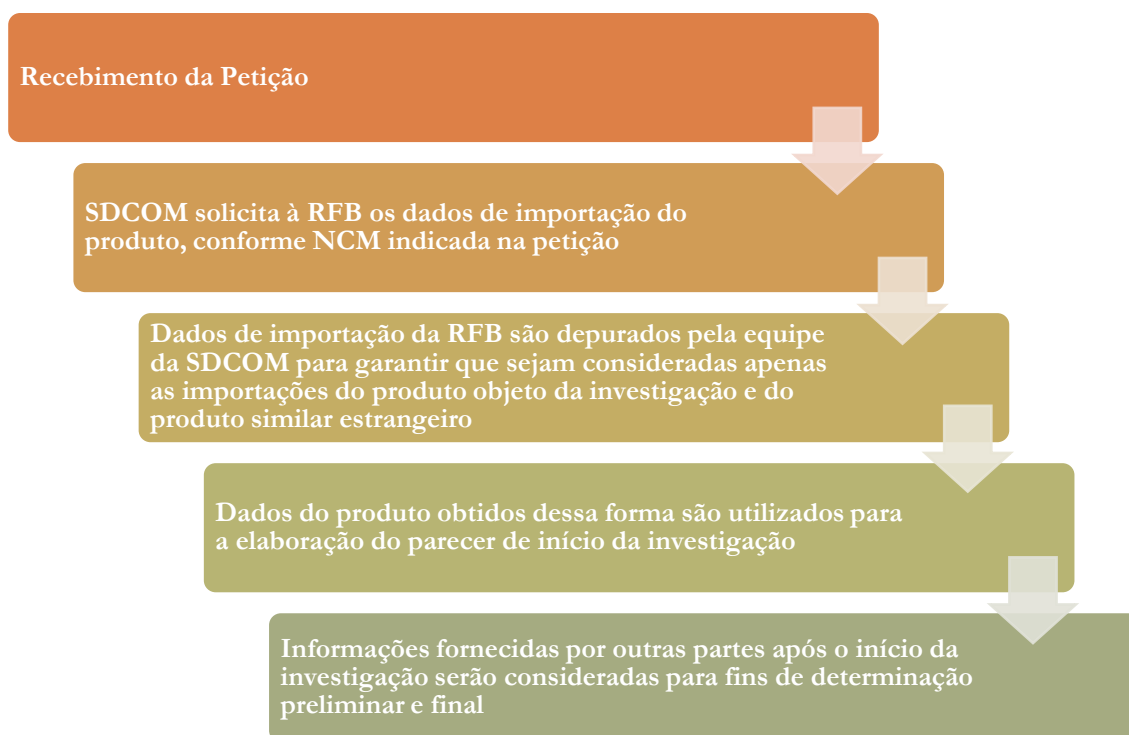 Recebimento da Petição
SDCOM solicita à RFB os dados de importação do
produto, conforme NCM indicada na petição
Dados de importação da RFB são depurados pela equipe
da SDCOM para garantir que sejam consideradas apenas
as importações do produto objeto da investigação e do
produto similar estrangeiro
Dados do produto obtidos dessa forma são utilizados para
a elaboração do parecer de início da investigação
Informações fornecidas por outras partes após o início da
investigação serão consideradas para fins de determinação
preliminar e final